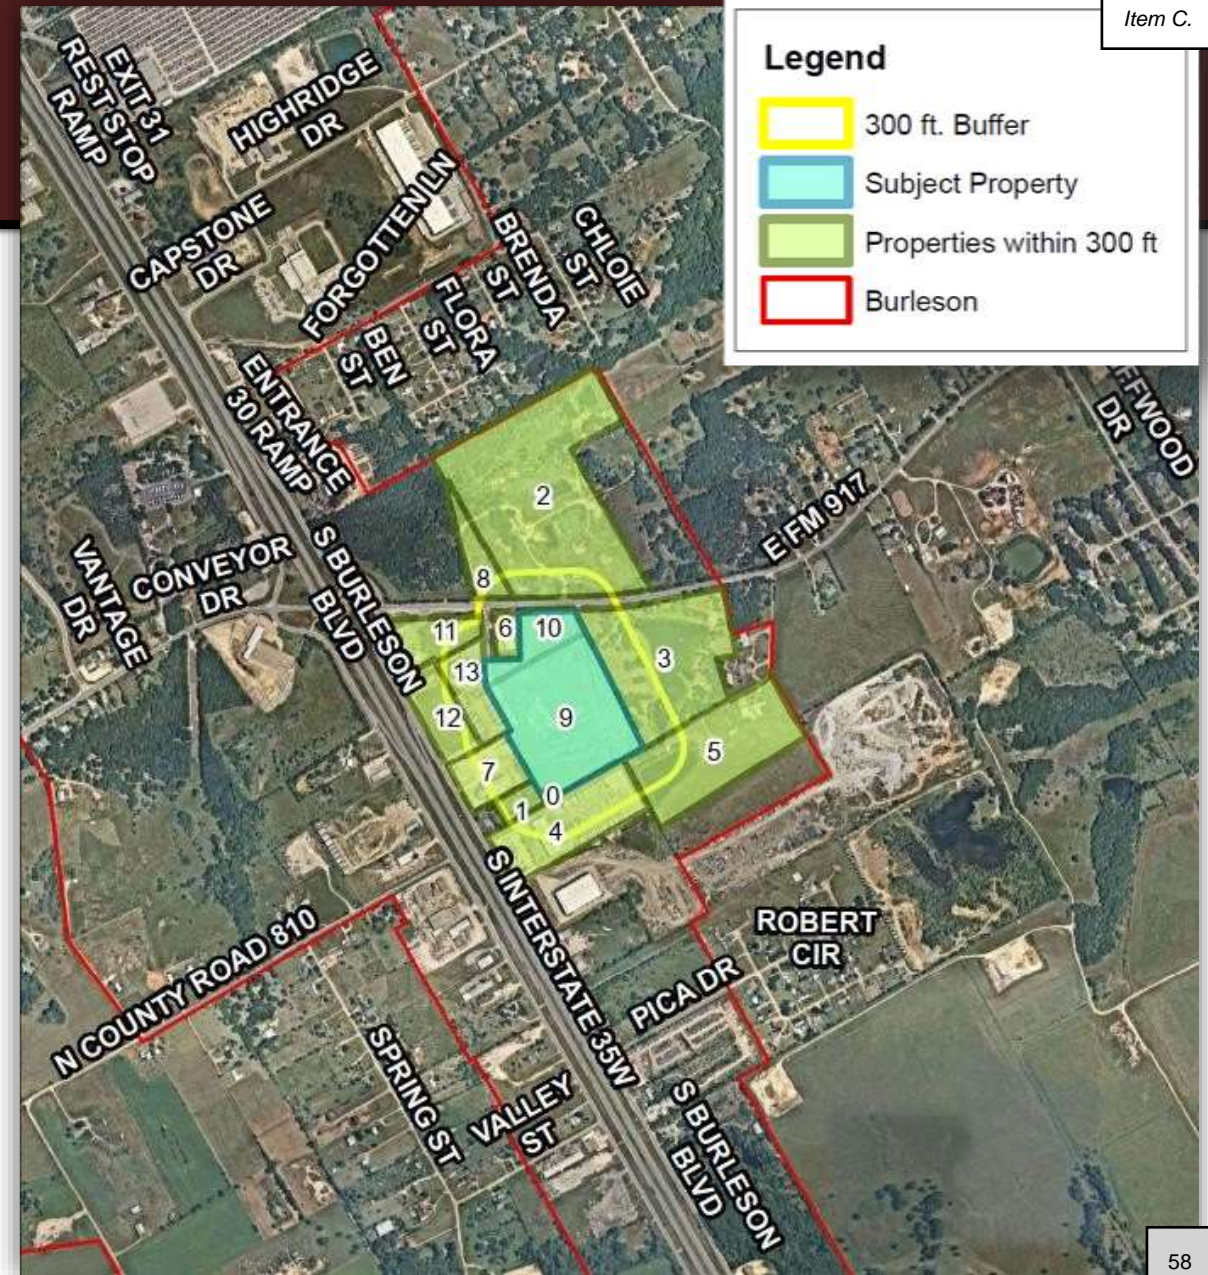 Item C.
Legend
300 ft. Buffer
Subject Property
Properties within 300 ft
Burleson
EXIT 31
REST STOP
RAMP
HIGHRIDGE
DR
CAPSTONE
DR
FORGOTTEN LN
BRENDA
ST
CHLOIE
ST
FLORA
ST
BEN
ST
ENTRANCE
30 RAMP
FFWOOD
DR
E FM 917
VANTAGE
DR
CONVEYOR
DR
S BURLESON
BLVD
2
8
11
6
10
13
3
12
9
5
7
1
0
4
S INTERSTATE 35W
ROBERT
CIR
PICA DR
N COUNTY ROAD 810
SPRING ST
VALLEY
ST
S BURLESON
BLVD
58